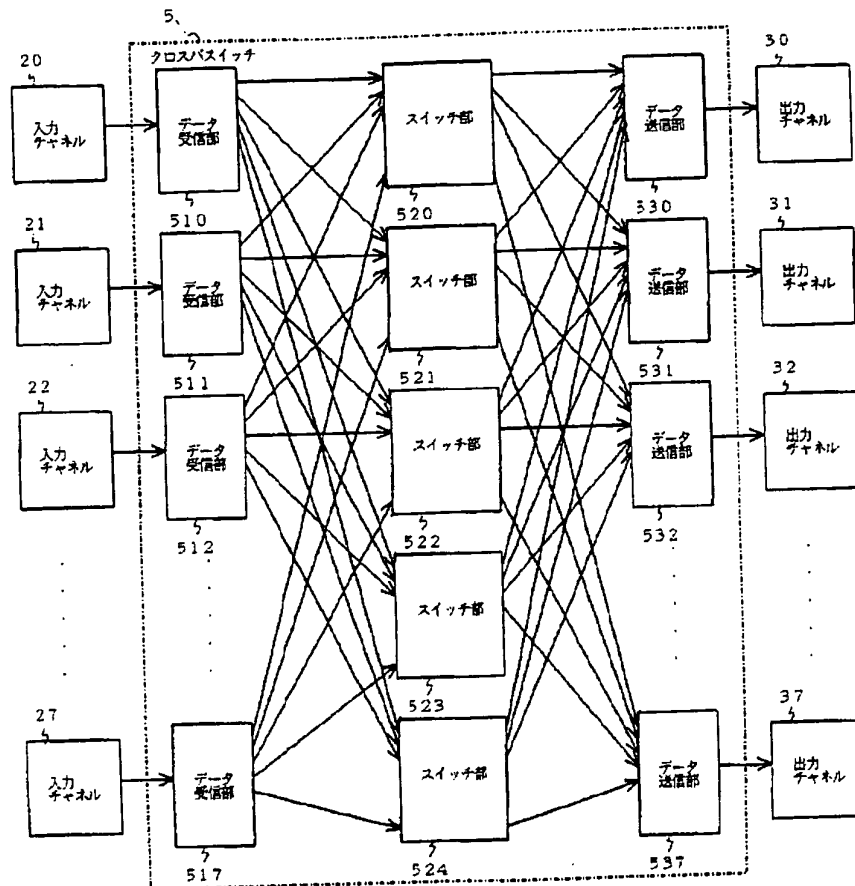 5
クロスバスイッチ
20
入力
チャネル
データ
受信部
510
スイッチ部
520
データ
送信部
530
30
出力
チャネル
21
入力
チャネル
データ
受信部
511
スイッチ部
521
データ
送信部
531
31
出力
チャネル
22
入力
チャネル
データ
受信部
512
スイッチ部
522
データ
送信部
532
32
出力
チャネル
スイッチ部
523
27
入力
チャネル
データ
受信部
517
スイッチ部
524
データ
送信部
537
37
出力
チャネル